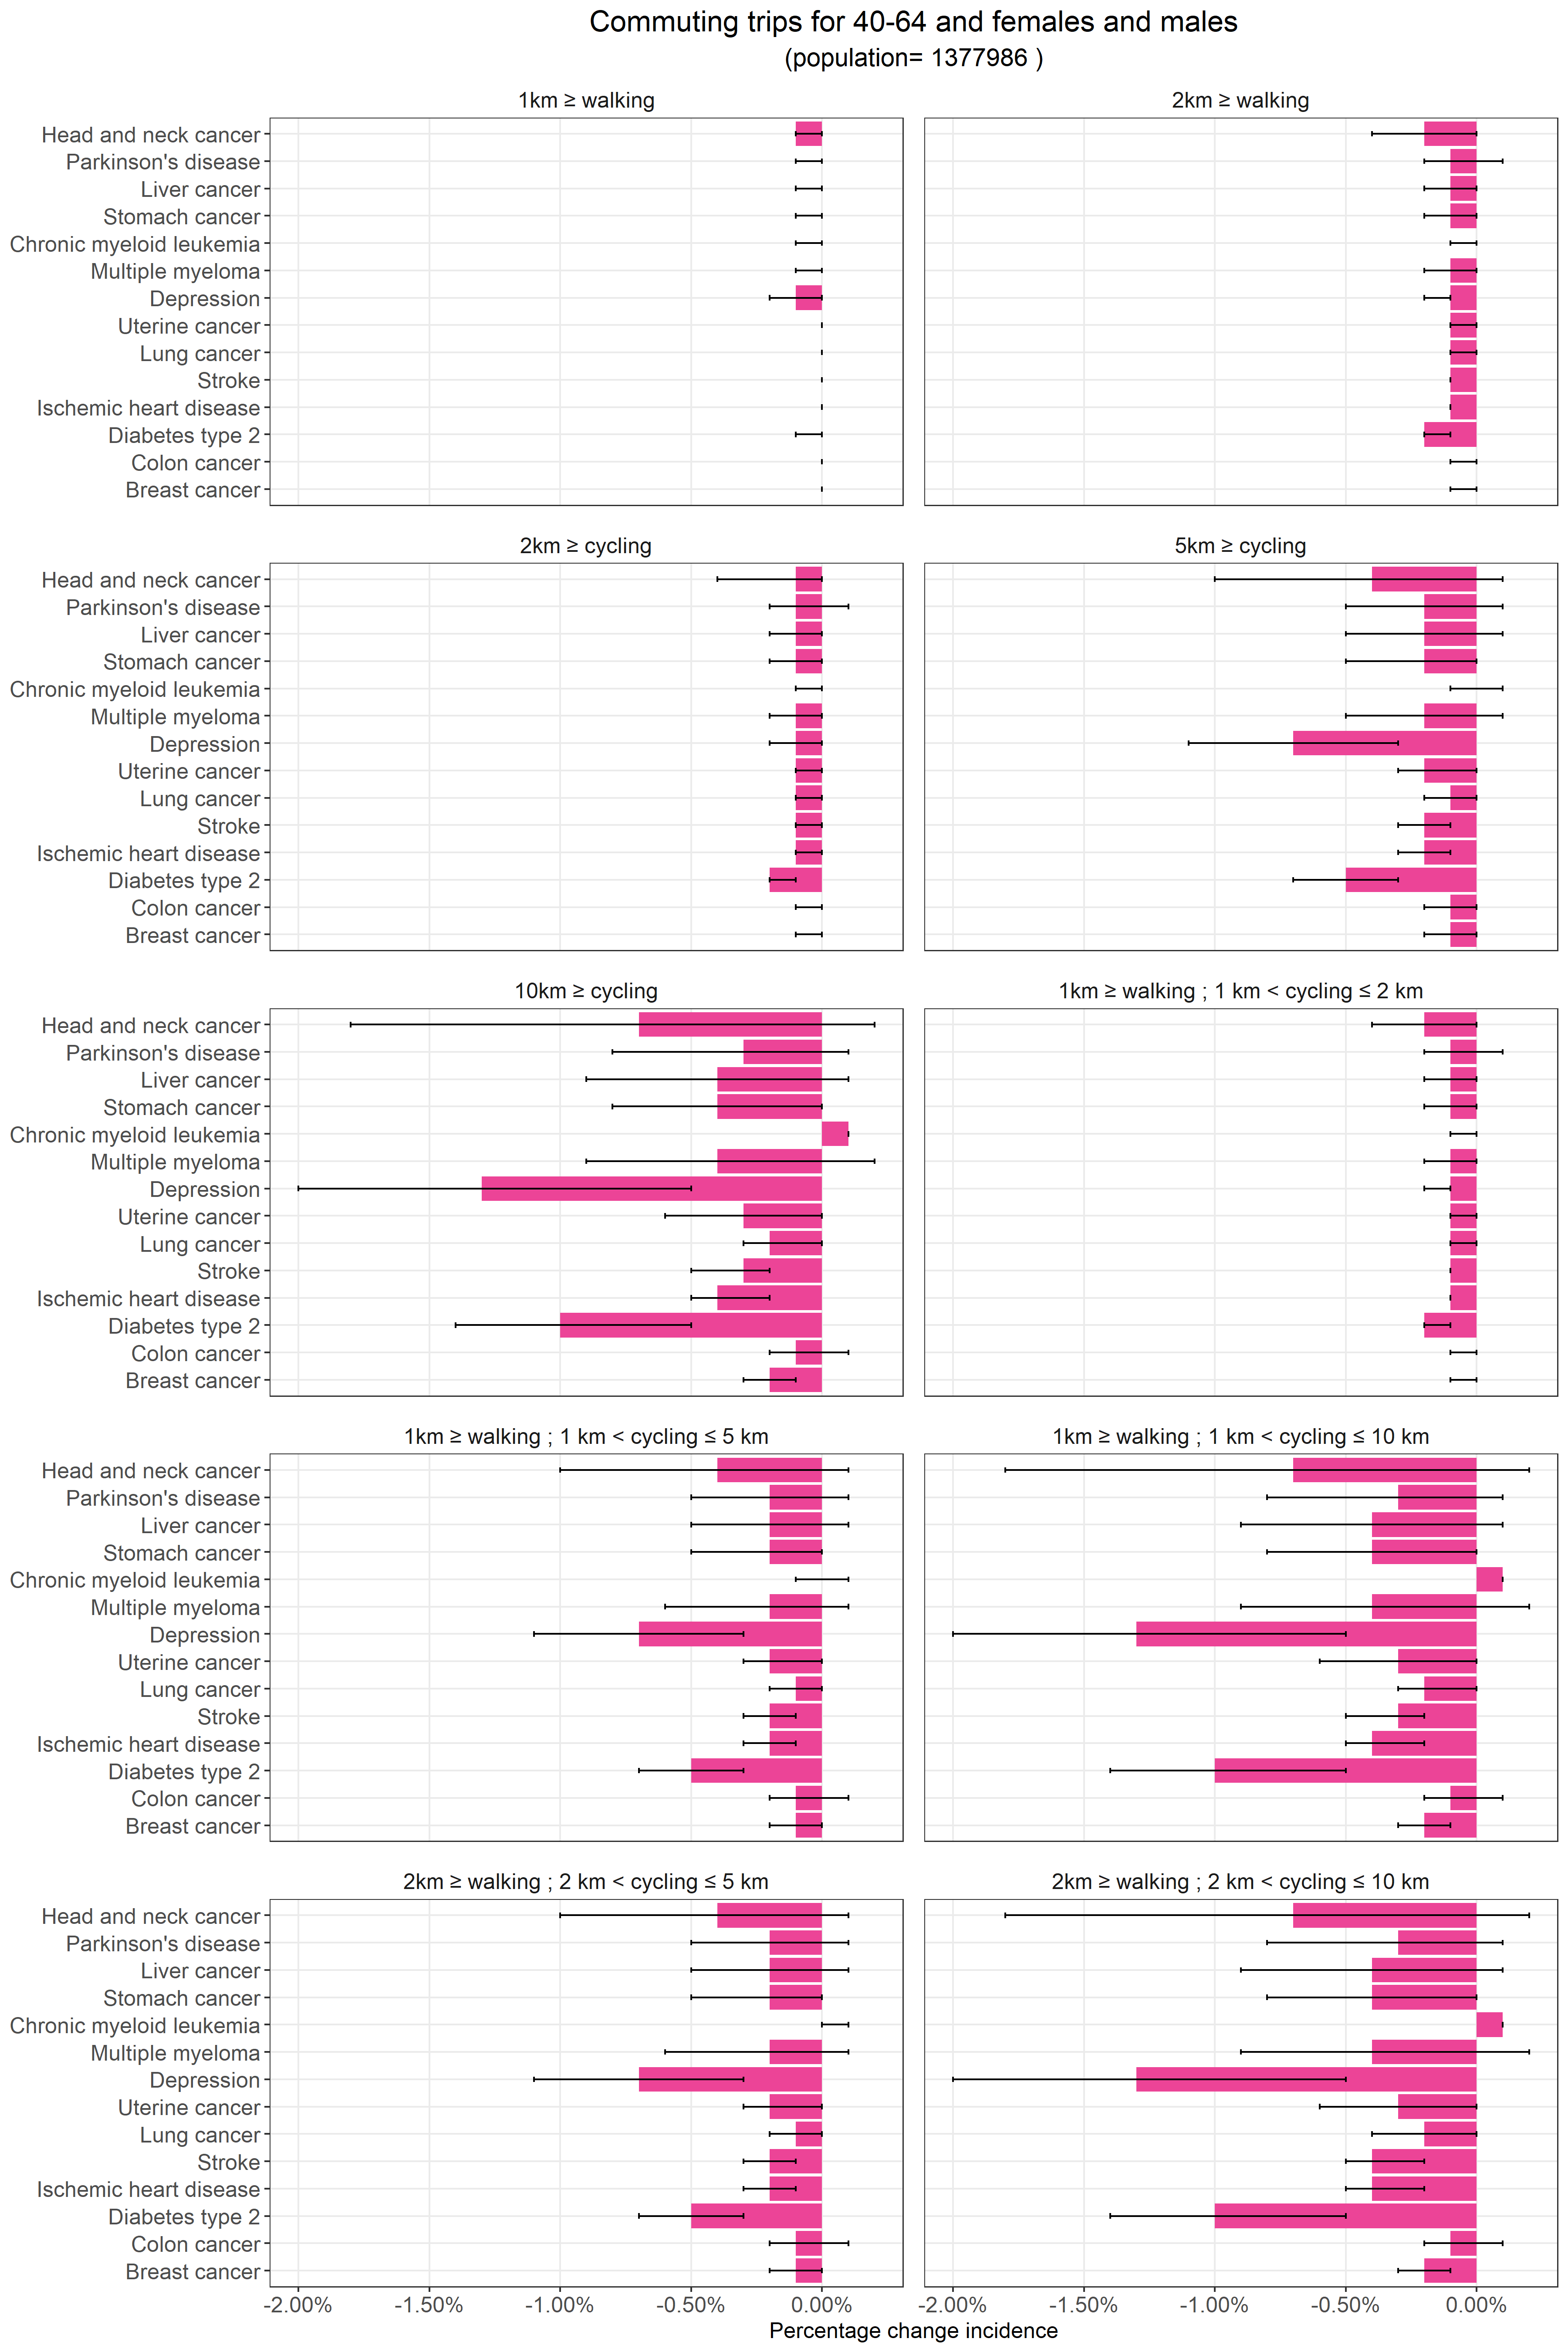 Commuting trips for 40-64 and females and males
(population= 1377986 )
1km ≥ walking
2km ≥ walking
Head and neck cancer
Parkinson's disease
Liver cancer
Stomach cancer
Chronic myeloid leukemia
Multiple myeloma
Depression
Uterine cancer
Lung cancer
Stroke
Ischemic heart disease
Diabetes type 2
Colon cancer
Breast cancer
2km ≥ cycling
5km ≥ cycling
Head and neck cancer
Parkinson's disease
Liver cancer
Stomach cancer
Chronic myeloid leukemia
Multiple myeloma
Depression
Uterine cancer
Lung cancer
Stroke
Ischemic heart disease
Diabetes type 2
Colon cancer
Breast cancer
10km ≥ cycling
1km ≥ walking ; 1 km < cycling ≤ 2 km
Head and neck cancer
Parkinson's disease
Liver cancer
Stomach cancer
Chronic myeloid leukemia
Multiple myeloma
Depression
Uterine cancer
Lung cancer
Stroke
Ischemic heart disease
Diabetes type 2
Colon cancer
Breast cancer
1km ≥ walking ; 1 km < cycling ≤ 5 km
1km ≥ walking ; 1 km < cycling ≤ 10 km
Head and neck cancer
Parkinson's disease
Liver cancer
Stomach cancer
Chronic myeloid leukemia
Multiple myeloma
Depression
Uterine cancer
Lung cancer
Stroke
Ischemic heart disease
Diabetes type 2
Colon cancer
Breast cancer
2km ≥ walking ; 2 km < cycling ≤ 5 km
2km ≥ walking ; 2 km < cycling ≤ 10 km
Head and neck cancer
Parkinson's disease
Liver cancer
Stomach cancer
Chronic myeloid leukemia
Multiple myeloma
Depression
Uterine cancer
Lung cancer
Stroke
Ischemic heart disease
Diabetes type 2
Colon cancer
Breast cancer
-2.00% -1.50% -1.00% -0.50% 0.00% -2.00% -1.50% -1.00% -0.50% 0.00%
Percentage change incidence